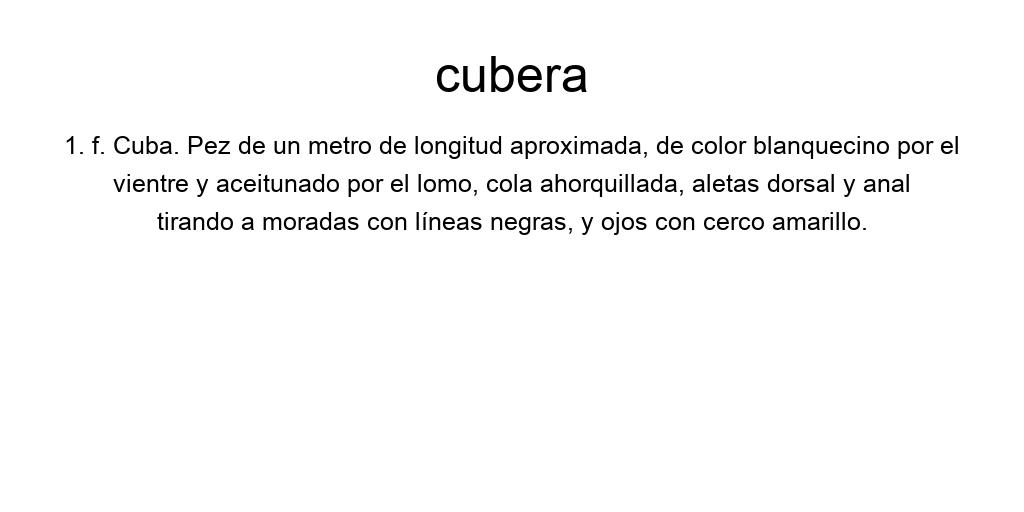 cubera
1. f. Cuba. Pez de un metro de longitud aproximada, de color blanquecino por el
vientre y aceitunado por el lomo, cola ahorquillada, aletas dorsal y anal
tirando a moradas con líneas negras, y ojos con cerco amarillo.